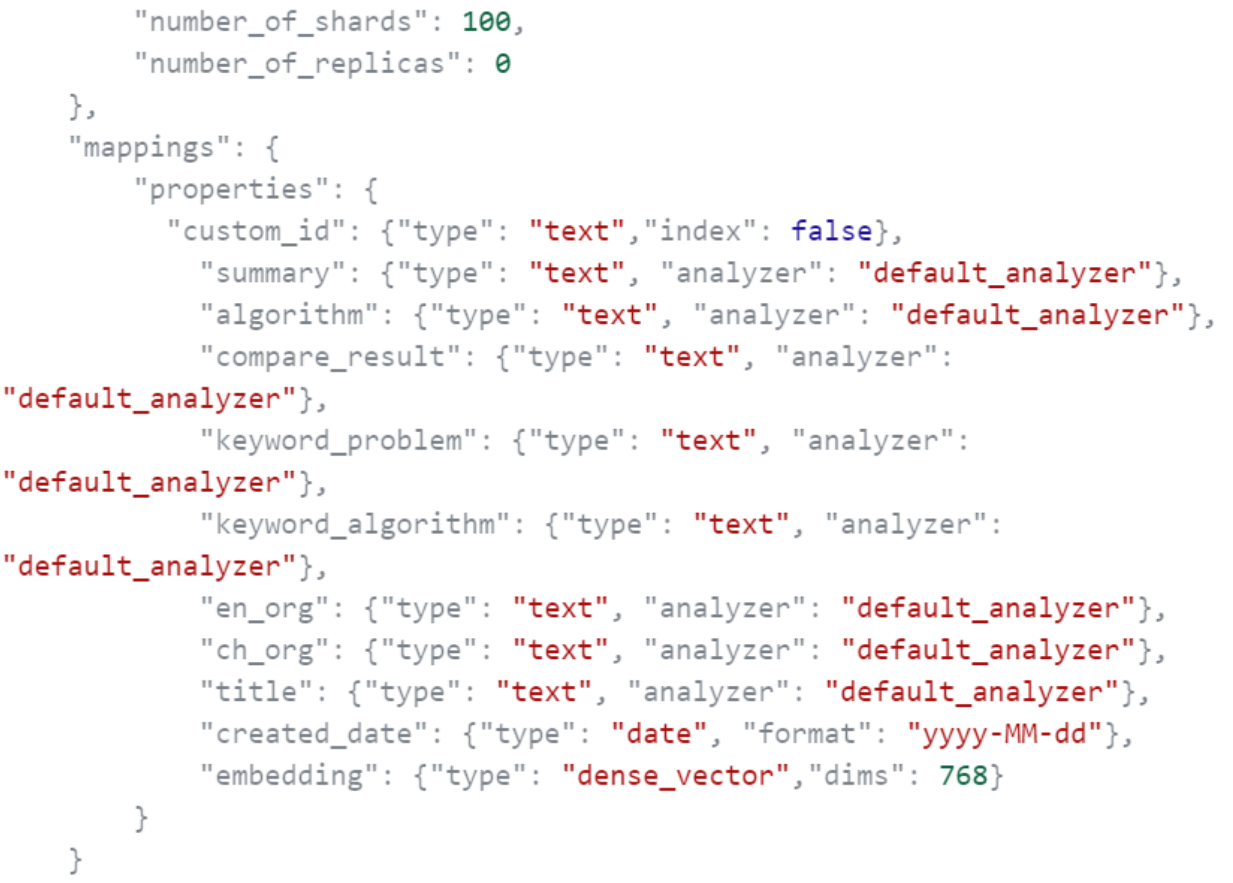 "number_of_shards": 100,
"number_of_replicas": 0
},
"mappings": {
"properties": {
"custom_id": {"type": "text","index": false},
"summary": {"type": "text", "analyzer": "default_analyzer"},
"algorithm": {"type": "text", "analyzer": "default_analyzer"},
"compare_result": {"type": "text", "analyzer":
"default_analyzer"},
"keyword_problem": {"type": "text", "analyzer":
"default_analyzer"},
"keyword_algorithm": {"type": "text", "analyzer":
"default_analyzer"},
"en_org": {"type": "text", "analyzer": "default_analyzer"},
"ch_org": {"type": "text", "analyzer": "default_analyzer"},
"title": {"type": "text", "analyzer": "default_analyzer"},
"created_date": {"type": "date", "format": "yyyy-MM-dd"},
"embedding": {"type": "dense_vector","dims": 768}
}
}